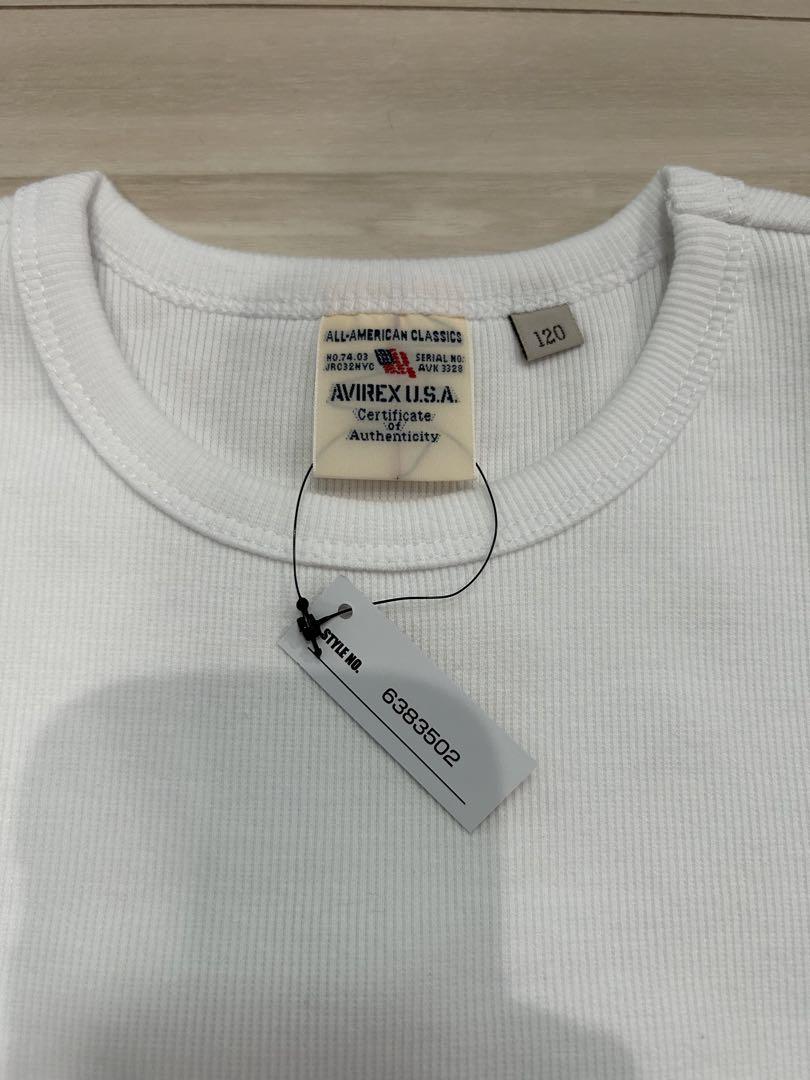 ALL-AMERICAN CLASSICS
NO.74.03 SERIAL NO:
JRC32NYC AVK 3328
AVIREX U.S.A.
Certificate
of
Authenticity
120
STYLE NO.
6383502